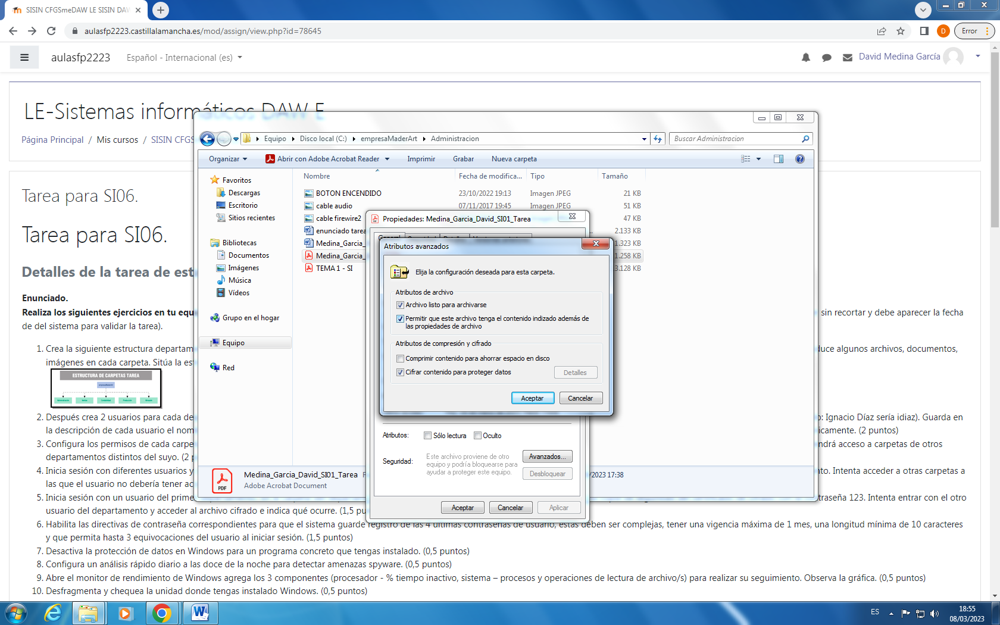 SISIN CFGSmeDAW LE SISIN DAW
aulasfp2223.castillalamancha.es/mod/assign/view.php?id=78645
D
Error
aulasfp2223
Español - Internacional (es)
David Medina García
LE-Sistemas informáticos DAW E
Página Principal / Mis cursos / SISIN CFGS
Tarea para SI06.
Tarea para SI06.
Detalles de la tarea de est
Enunciado.
Realiza los siguientes ejercicios en tu equ
sin recortar y debe aparecer la fecha
de del sistema para validar la tarea).
1. Crea la siguiente estructura departam
duce algunos archivos, documentos,
imágenes en cada carpeta. Sitúa la es
ESTRUCTURA DE CARPETAS TAREA
2. Después crea 2 usuarios para cada de
o: Ignacio Díaz sería idiaz). Guarda en
la descripción de cada usuario el nom
icamente. (2 puntos)
3. Configura los permisos de cada carpe
ndrá acceso a carpetas de otros
departamentos distintos del suyo. (2 p
4. Inicia sesión con diferentes usuarios y
nto. Intenta acceder a otras carpetas a
las que el usuario no debería tener ac
5. Inicia sesión con un usuario del prime
traseña 123. Intenta entrar con el otro
usuario del departamento y acceder al archivo cifrado e indica qué ocurre. (1,5 pu
6. Habilita las directivas de contraseña correspondientes para que el sistema guarde registro de las 4 últimas contraseñas de usuario, estas deben ser complejas, tener una vigencia máxima de 1 mes, una longitud mínima de 10 caracteres
y que permita hasta 3 equivocaciones del usuario al iniciar sesión. (1,5 puntos)
7. Desactiva la protección de datos en Windows para un programa concreto que tengas instalado. (0,5 puntos)
8. Configura un análisis rápido diario a las doce de la noche para detectar amenazas spyware. (0,5 puntos)
9. Abre el monitor de rendimiento de Windows agrega los 3 componentes (procesador - % tiempo inactivo, sistema – procesos y operaciones de lectura de archivo/s) para realizar su seguimiento. Observa la gráfica. (0,5 puntos)
10. Desfragmenta y chequea la unidad donde tengas instalado Windows. (0,5 puntos)
Equipo
Disco local (C:)
empresaMaderArt
Administracion
Buscar Administracion
Organizar
Abrir con Adobe Acrobat Reader
Imprimir
Grabar
Nueva carpeta
Favoritos
Descargas
Escritorio
Sitios recientes
Bibliotecas
Documentos
Imágenes
Música
Vídeos
Grupo en el hogar
Equipo
Red
Nombre Fecha de modifica... Tipo Tamaño
BOTON ENCENDIDO 23/10/2022 19:13 Imagen JPEG 21 KB
cable audio 07/11/2017 19:45 Imagen JPEG 51 KB
cable firewire2 47 KB
enunciado tarea 2.133 KB
Medina_Garcia_ 1.323 KB
Medina_Garcia_ 1.258 KB
TEMA 1 - SI 3.128 KB
PDF
Medina_Garcia_David_SI01_Tarea
/2023 17:38
Adobe Acrobat Document
Propiedades: Medina_Garcia_David_SI01_Tarea
General
Atributos avanzados
Elija la configuración deseada para esta carpeta.
Atributos de archivo
Archivo listo para archivarse
Permitir que este archivo tenga el contenido indizado además de
las propiedades de archivo
Atributos de compresión y cifrado
Comprimir contenido para ahorrar espacio en disco
Cifrar contenido para proteger datos
Detalles
Aceptar
Cancelar
Atributos:
Sólo lectura
Oculto
Avanzados...
Seguridad:
Este archivo proviene de otro
equipo y podría bloquearse para
ayudar a proteger este equipo.
Desbloquear
Aceptar
Cancelar
Aplicar
ES
18:55
08/03/2023